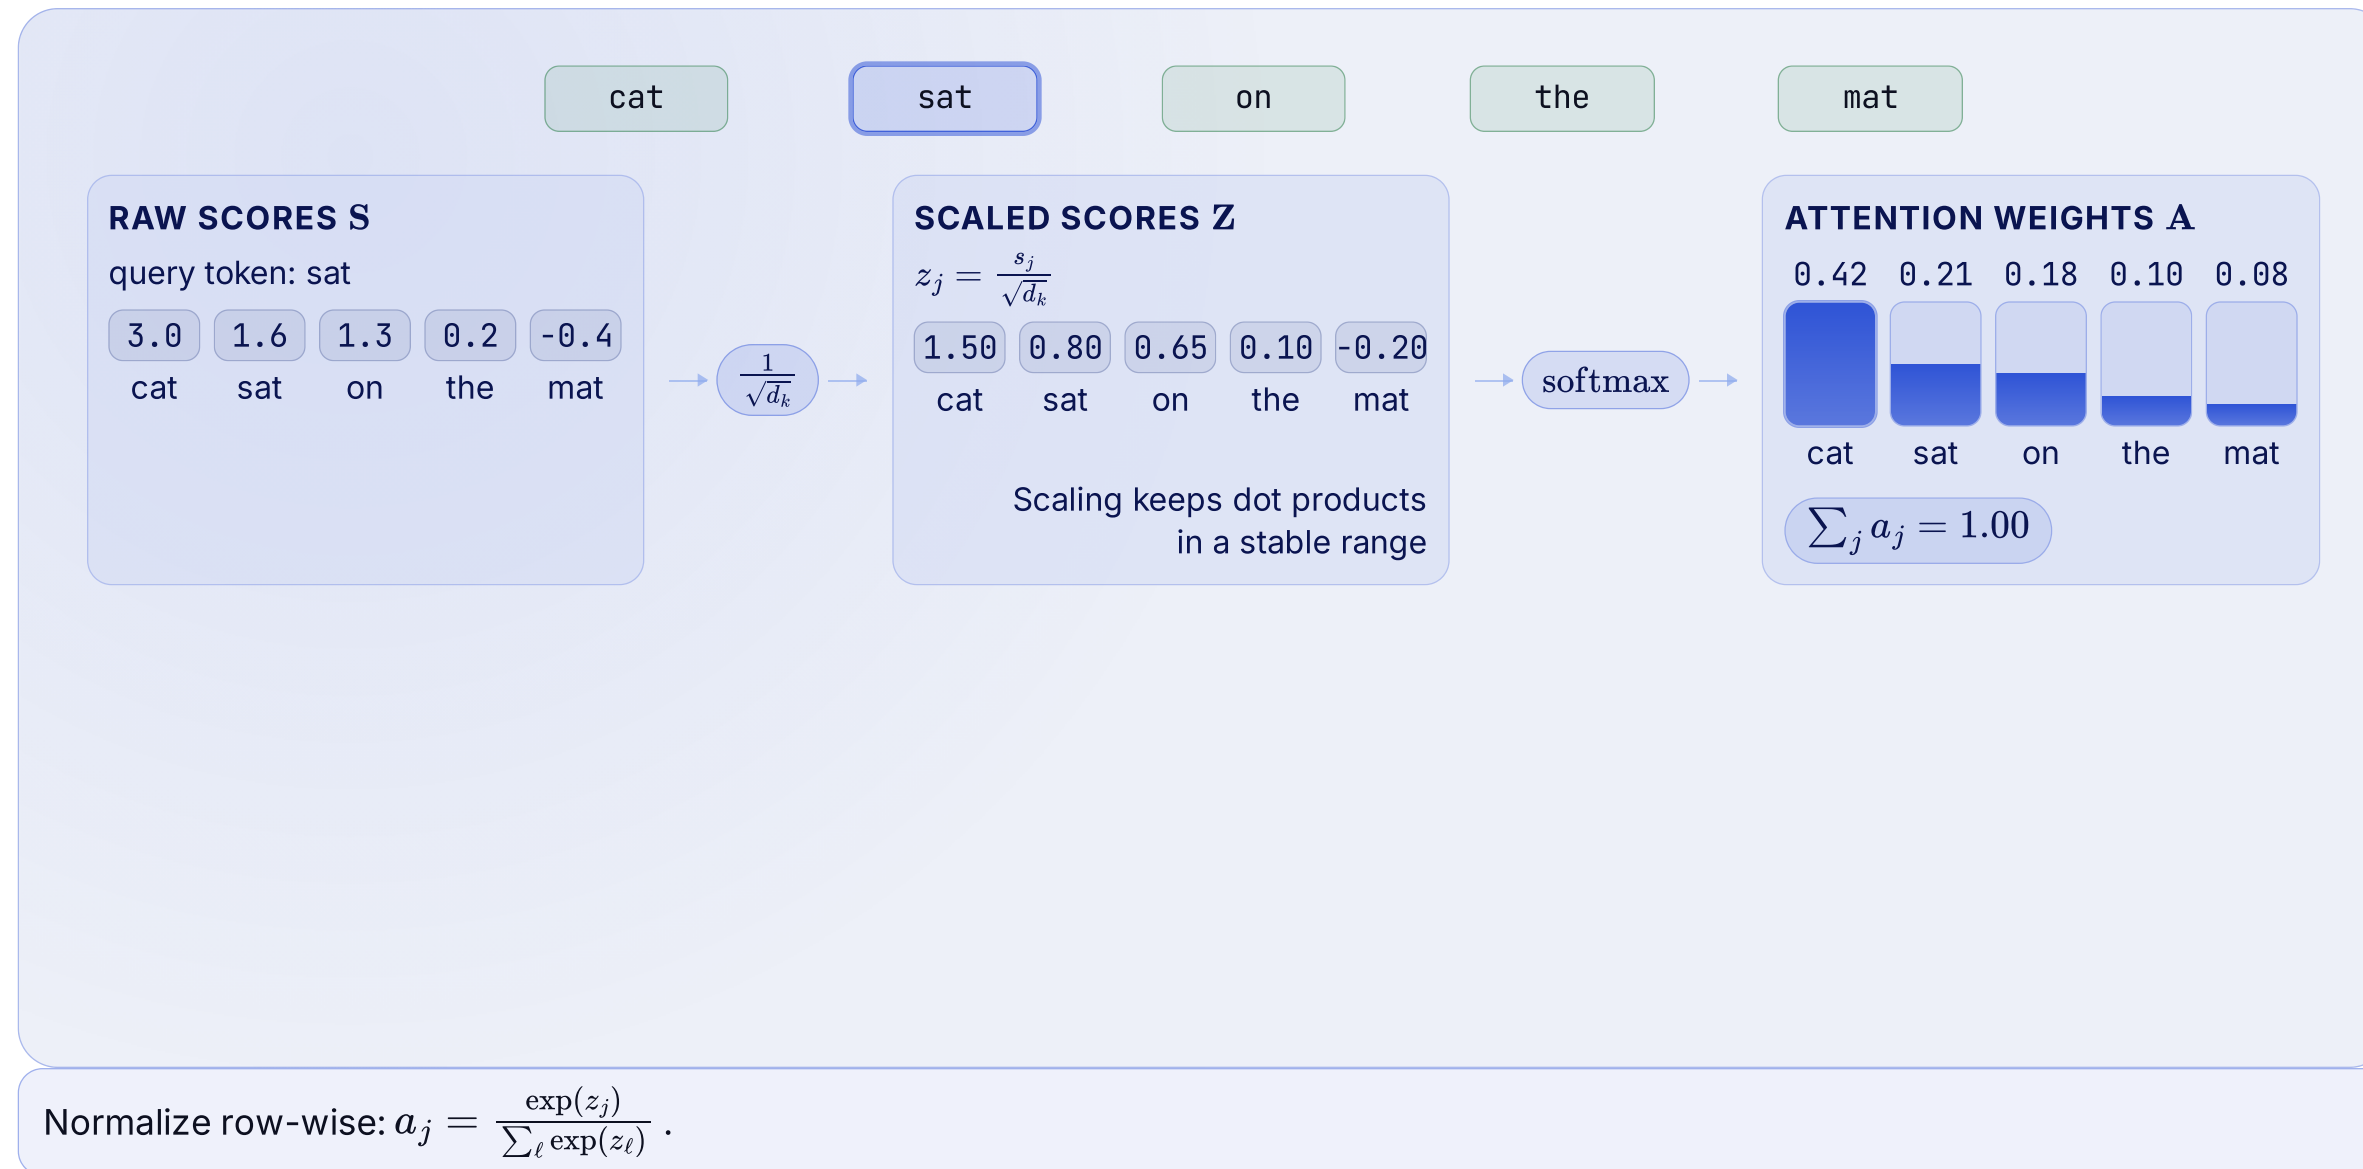 cat sat on the mat
RAW SCORES S
query token: sat
3.0 1.6 1.3 0.2 -0.4
cat sat on the mat
1/√d_k
SCALED SCORES Z
z_j = s_j/√d_k
1.50 0.80 0.65 0.10 -0.20
cat sat on the mat
Scaling keeps dot products
in a stable range
softmax
ATTENTION WEIGHTS A
0.42 0.21 0.18 0.10 0.08
cat sat on the mat
∑_j a_j = 1.00
Normalize row-wise: a_j = exp(z_j)/∑_ℓ exp(z_ℓ) .